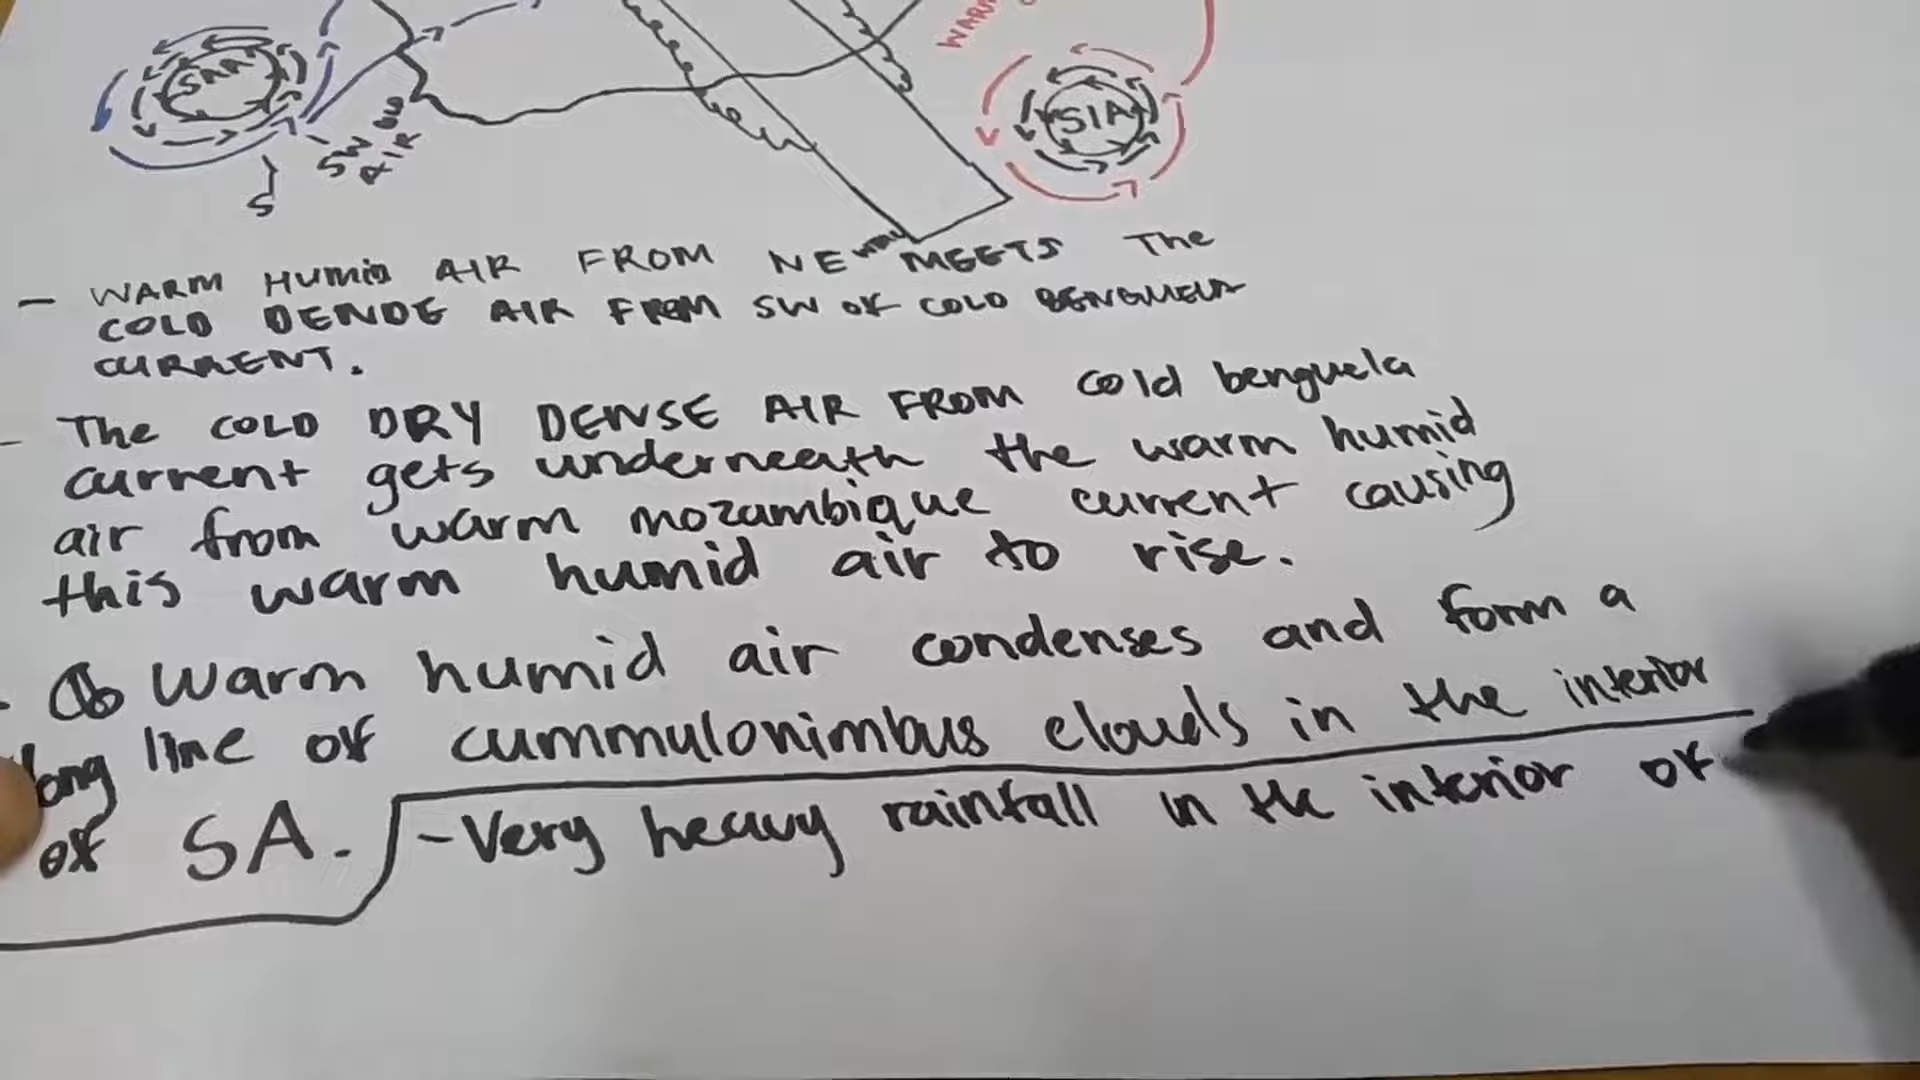 SAA
WARM
SIA
SW
AIR
S
- WARM HUMID AIR FROM NE MEETS The
COLD DENDE AIR FROM SW OF COLD BENGUELA
CURRENT.
- The COLD DRY DENSE AIR FROM cold benguela
current gets underneath the warm humid
air from warm mozambique current causing
this warm humid air to rise.
- Warm humid air condenses and form a
long line of cummulonimbus clouds in the interior
of SA.
- Very heavy rainfall in the interior of